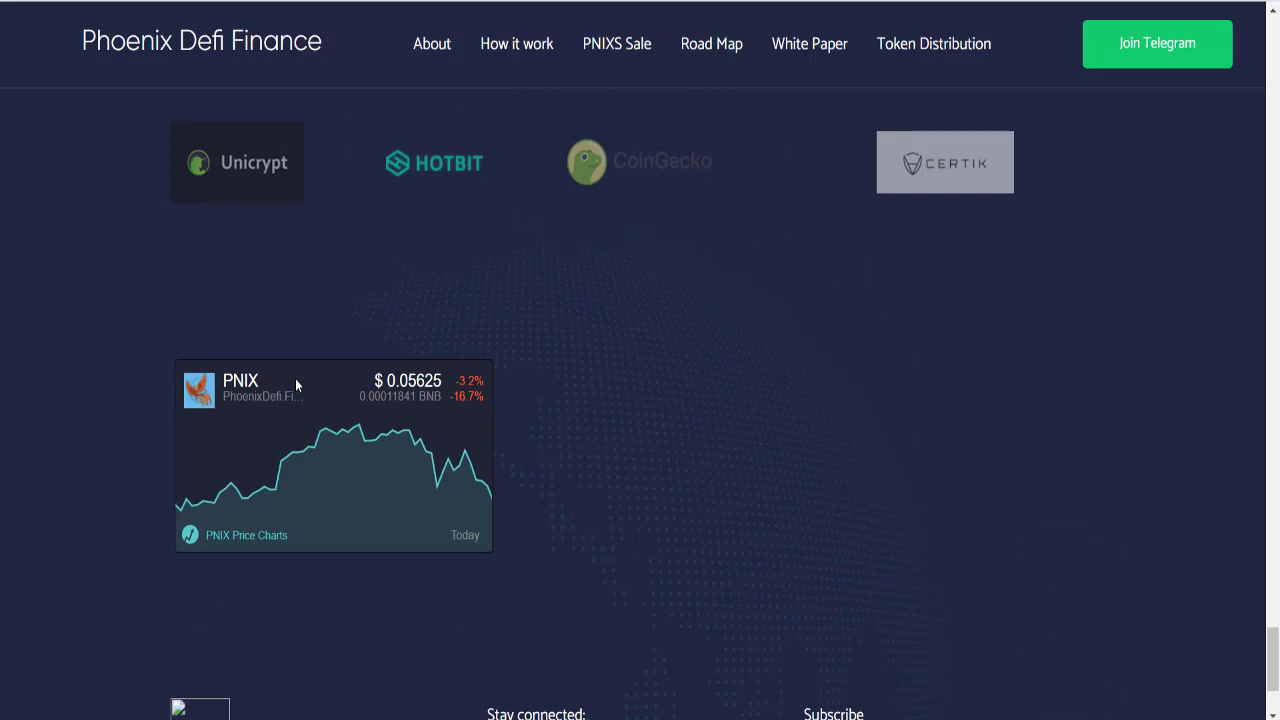 Phoenix Defi Finance
About How it work PNIXS Sale Road Map White Paper Token Distribution
Join Telegram
Unicrypt HOTBIT CoinGecko CERTIK
PNIX $ 0.05625 -3.2%
PhoenixDefi.Fi... 0.00011841 BNB -16.7%
PNIX Price Charts Today
Stay connected: Subscribe